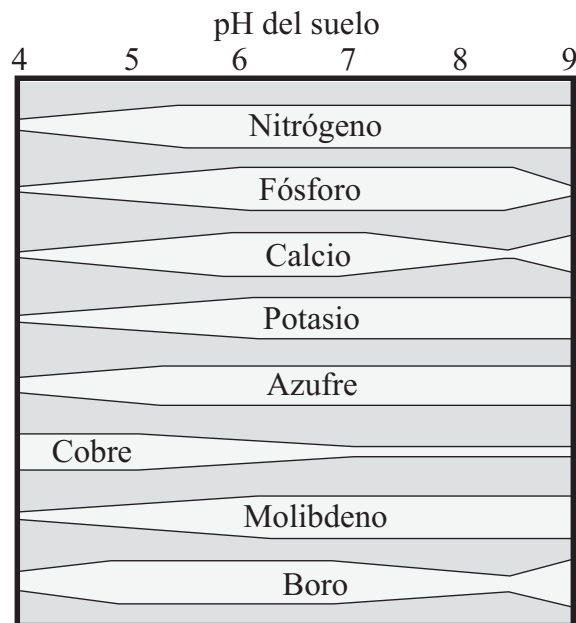 pH del suelo
4 5 6 7 8 9
Nitrógeno
Fósforo
Calcio
Potasio
Azufre
Cobre
Molibdeno
Boro